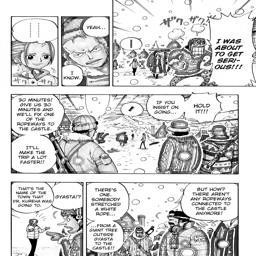 I WAS
ABOUT
TO GET
SERI-
OUS!!!
YEAH...
KNOW.
HOLD
IT!!!
IF YOU
INSIST ON
GOING...
30 MINUTES!
GIVE US 30
MINUTES AND
WE'LL FIX
ONE OF THE
ROPEWAYS TO
THE CASTLE.
IT'LL
MAKE THE
TRIP A LOT
FASTER!!
BUT HOW?
THERE
AREN'T ANY
ROPEWAYS
CONNECTED
TO THE
CASTLE
ANYMORE!
THERE'S
ONE.
SOMEBODY
STRETCHED
A WHITE
ROPE...
FROM A
GIANT TREE
OUTSIDE
GYASTA TO
THE
CASTLE!!
GYASTA?
THAT'S THE
NAME OF THE
TOWN THAT
DR. KUREHA
WAS GOING
TO.